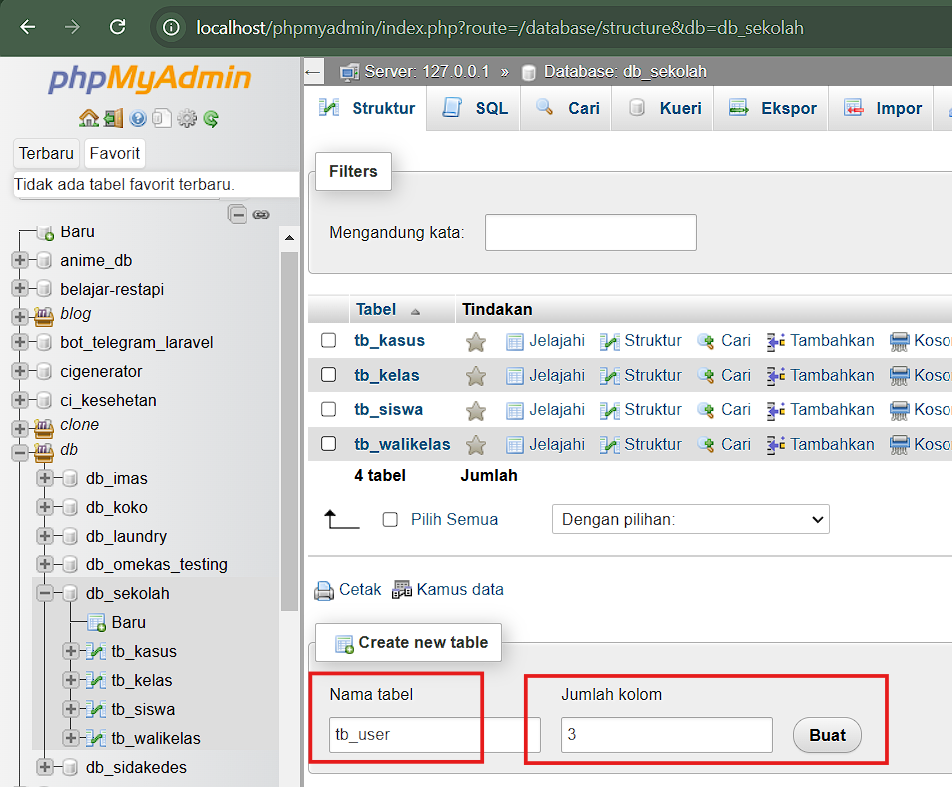 localhost/phpmyadmin/index.php?route=/database/structure&db=db_sekolah
phpMyAdmin
Terbaru Favorit
Tidak ada tabel favorit terbaru.
Baru
anime_db
belajar-restapi
blog
bot_telegram_laravel
cigenerator
ci_kesehatan
clone
db
db_imas
db_koko
db_laundry
db_omekas_testing
db_sekolah
Baru
tb_kasus
tb_kelas
tb_siswa
tb_walikelas
db_sidakedes
Server: 127.0.0.1 » Database: db_sekolah
Struktur SQL Cari Kueri Ekspor Impor
Filters
Mengandung kata:
Tabel Tindakan
tb_kasus Jelajahi Struktur Cari Tambahkan Koso
tb_kelas Jelajahi Struktur Cari Tambahkan Koso
tb_siswa Jelajahi Struktur Cari Tambahkan Koso
tb_walikelas Jelajahi Struktur Cari Tambahkan Koso
4 tabel Jumlah
Pilih Semua Dengan pilihan:
Cetak Kamus data
Create new table
Nama tabel Jumlah kolom
tb_user 3 Buat